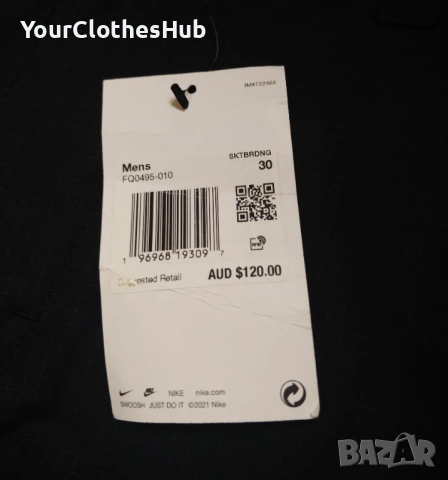 YourClothesHub
Mens
FQ0495-010
SKTBRDNG
30
1 96968 19309 7
Suggested Retail
AUD $120.00
RFID
NIKE nike.com
SWOOSH JUST DO IT ©2021 Nike
BAZAR